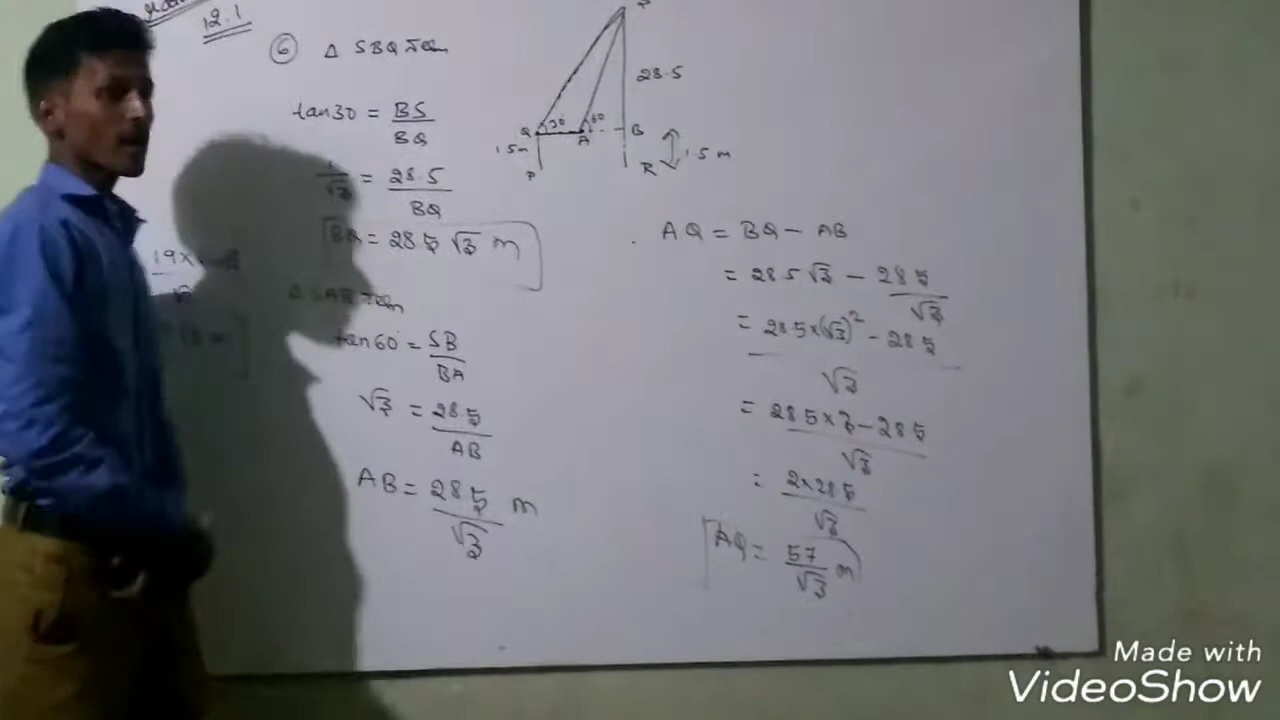 12.1
6 △ SBQ
tan30 = BS/BQ
1/√3 = 28.5/BQ
BQ = 28.5 √3 m
tan60° = SB/BA
√3 = 28.5/AB
AB = 28.5/√3 m
28.5
Q 30 60
A B
1.5m
P R 1.5 m
AQ = BQ - AB
= 28.5 √3 - 28.5/√3
= 28.5×(√3)² - 28.5/√3
= 28.5×3 - 28.5/√3
= 2×28.5/√3
AQ = 57/√3 m
Made with
VideoShow